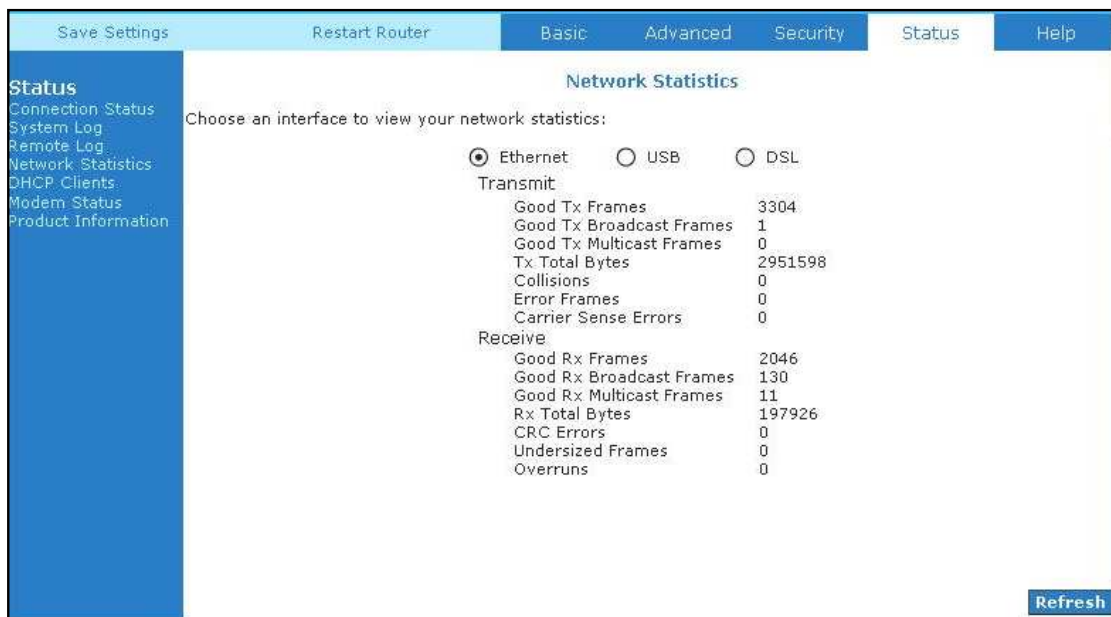 Save Settings Restart Router Basic Advanced Security Status Help
Status
Connection Status
System Log
Remote Log
Network Statistics
DHCP Clients
Modem Status
Product Information
Network Statistics
Choose an interface to view your network statistics:
Ethernet USB DSL
Transmit
Good Tx Frames 3304
Good Tx Broadcast Frames 1
Good Tx Multicast Frames 0
Tx Total Bytes 2951598
Collisions 0
Error Frames 0
Carrier Sense Errors 0
Receive
Good Rx Frames 2046
Good Rx Broadcast Frames 130
Good Rx Multicast Frames 11
Rx Total Bytes 197926
CRC Errors 0
Undersized Frames 0
Overruns 0
Refresh